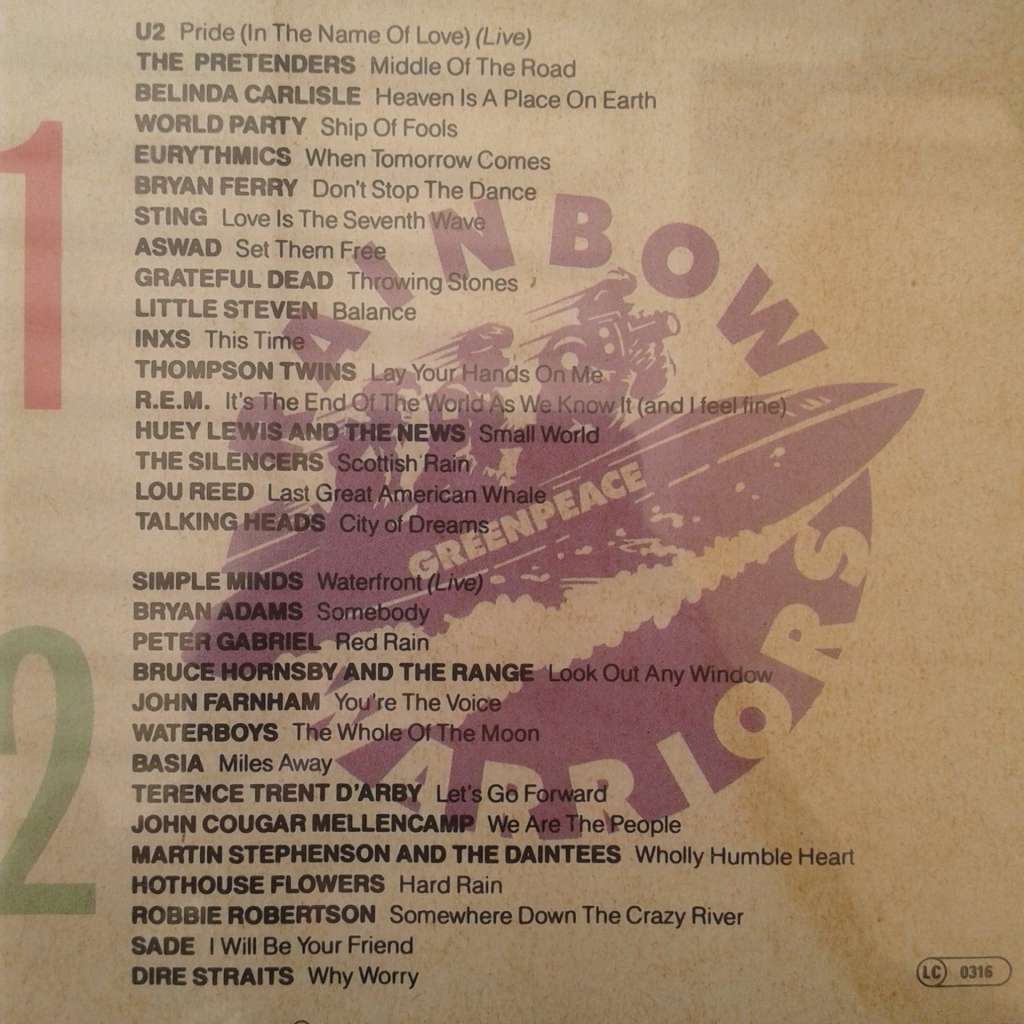 U2 Pride (In The Name Of Love) (Live)
THE PRETENDERS Middle Of The Road
BELINDA CARLISLE Heaven Is A Place On Earth
WORLD PARTY Ship Of Fools
EURYTHMICS When Tomorrow Comes
BRYAN FERRY Don't Stop The Dance
STING Love Is The Seventh Wave
ASWAD Set Them Free
GRATEFUL DEAD Throwing Stones
LITTLE STEVEN Balance
INXS This Time
THOMPSON TWINS Lay Your Hands On Me
R.E.M. It's The End Of The World As We Know It (and I feel fine)
HUEY LEWIS AND THE NEWS Small World
THE SILENCERS Scottish Rain
LOU REED Last Great American Whale
TALKING HEADS City of Dreams
1
SIMPLE MINDS Waterfront (Live)
BRYAN ADAMS Somebody
PETER GABRIEL Red Rain
BRUCE HORNSBY AND THE RANGE Look Out Any Window
JOHN FARNHAM You're The Voice
WATERBOYS The Whole Of The Moon
BASIA Miles Away
TERENCE TRENT D'ARBY Let's Go Forward
JOHN COUGAR MELLENCAMP We Are The People
MARTIN STEPHENSON AND THE DAINTEES Wholly Humble Heart
HOTHOUSE FLOWERS Hard Rain
ROBBIE ROBERTSON Somewhere Down The Crazy River
SADE I Will Be Your Friend
DIRE STRAITS Why Worry
2
RAINBOW
WARRIORS
GREENPEACE
LC 0316